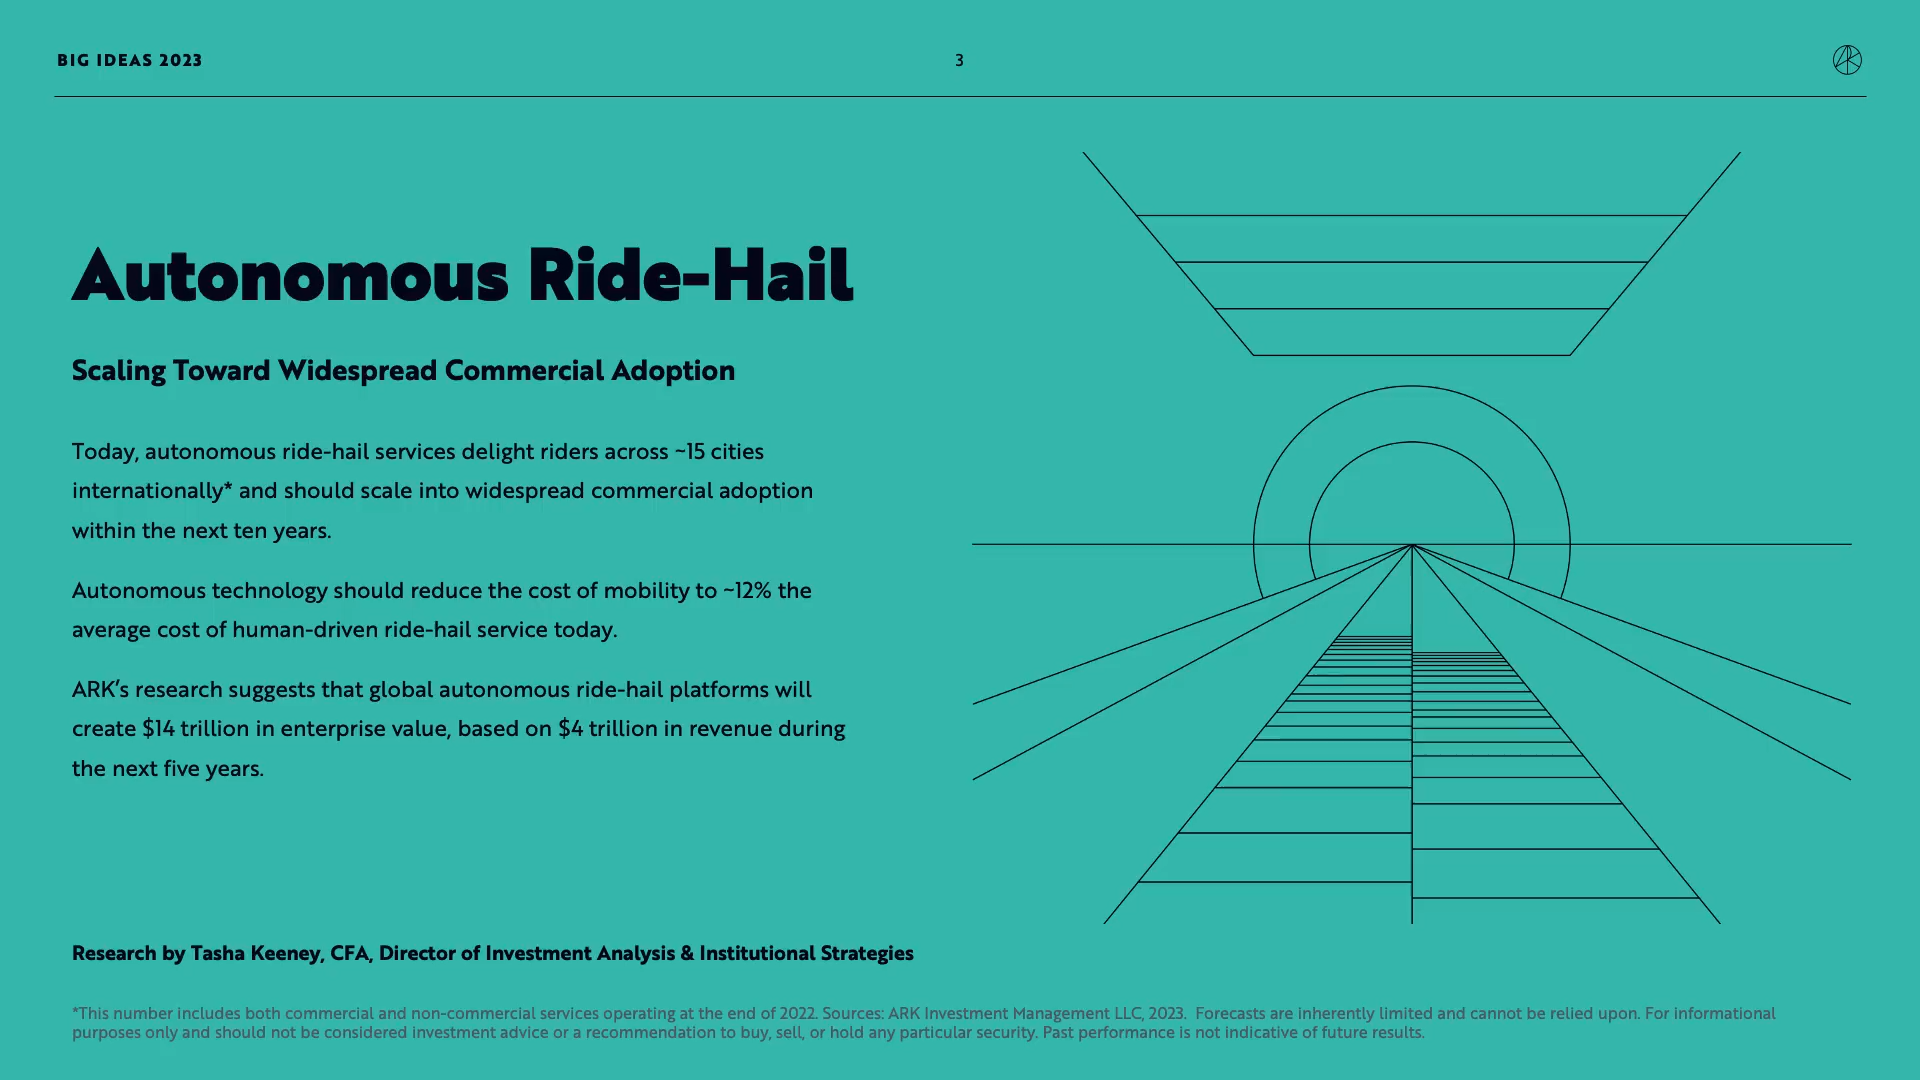 BIG IDEAS 2023
3
Autonomous Ride-Hail
Scaling Toward Widespread Commercial Adoption
Today, autonomous ride-hail services delight riders across ~15 cities
internationally* and should scale into widespread commercial adoption
within the next ten years.
Autonomous technology should reduce the cost of mobility to ~12% the
average cost of human-driven ride-hail service today.
ARK’s research suggests that global autonomous ride-hail platforms will
create $14 trillion in enterprise value, based on $4 trillion in revenue during
the next five years.
Research by Tasha Keeney, CFA, Director of Investment Analysis & Institutional Strategies
*This number includes both commercial and non-commercial services operating at the end of 2022. Sources: ARK Investment Management LLC, 2023. Forecasts are inherently limited and cannot be relied upon. For informational
purposes only and should not be considered investment advice or a recommendation to buy, sell, or hold any particular security. Past performance is not indicative of future results.